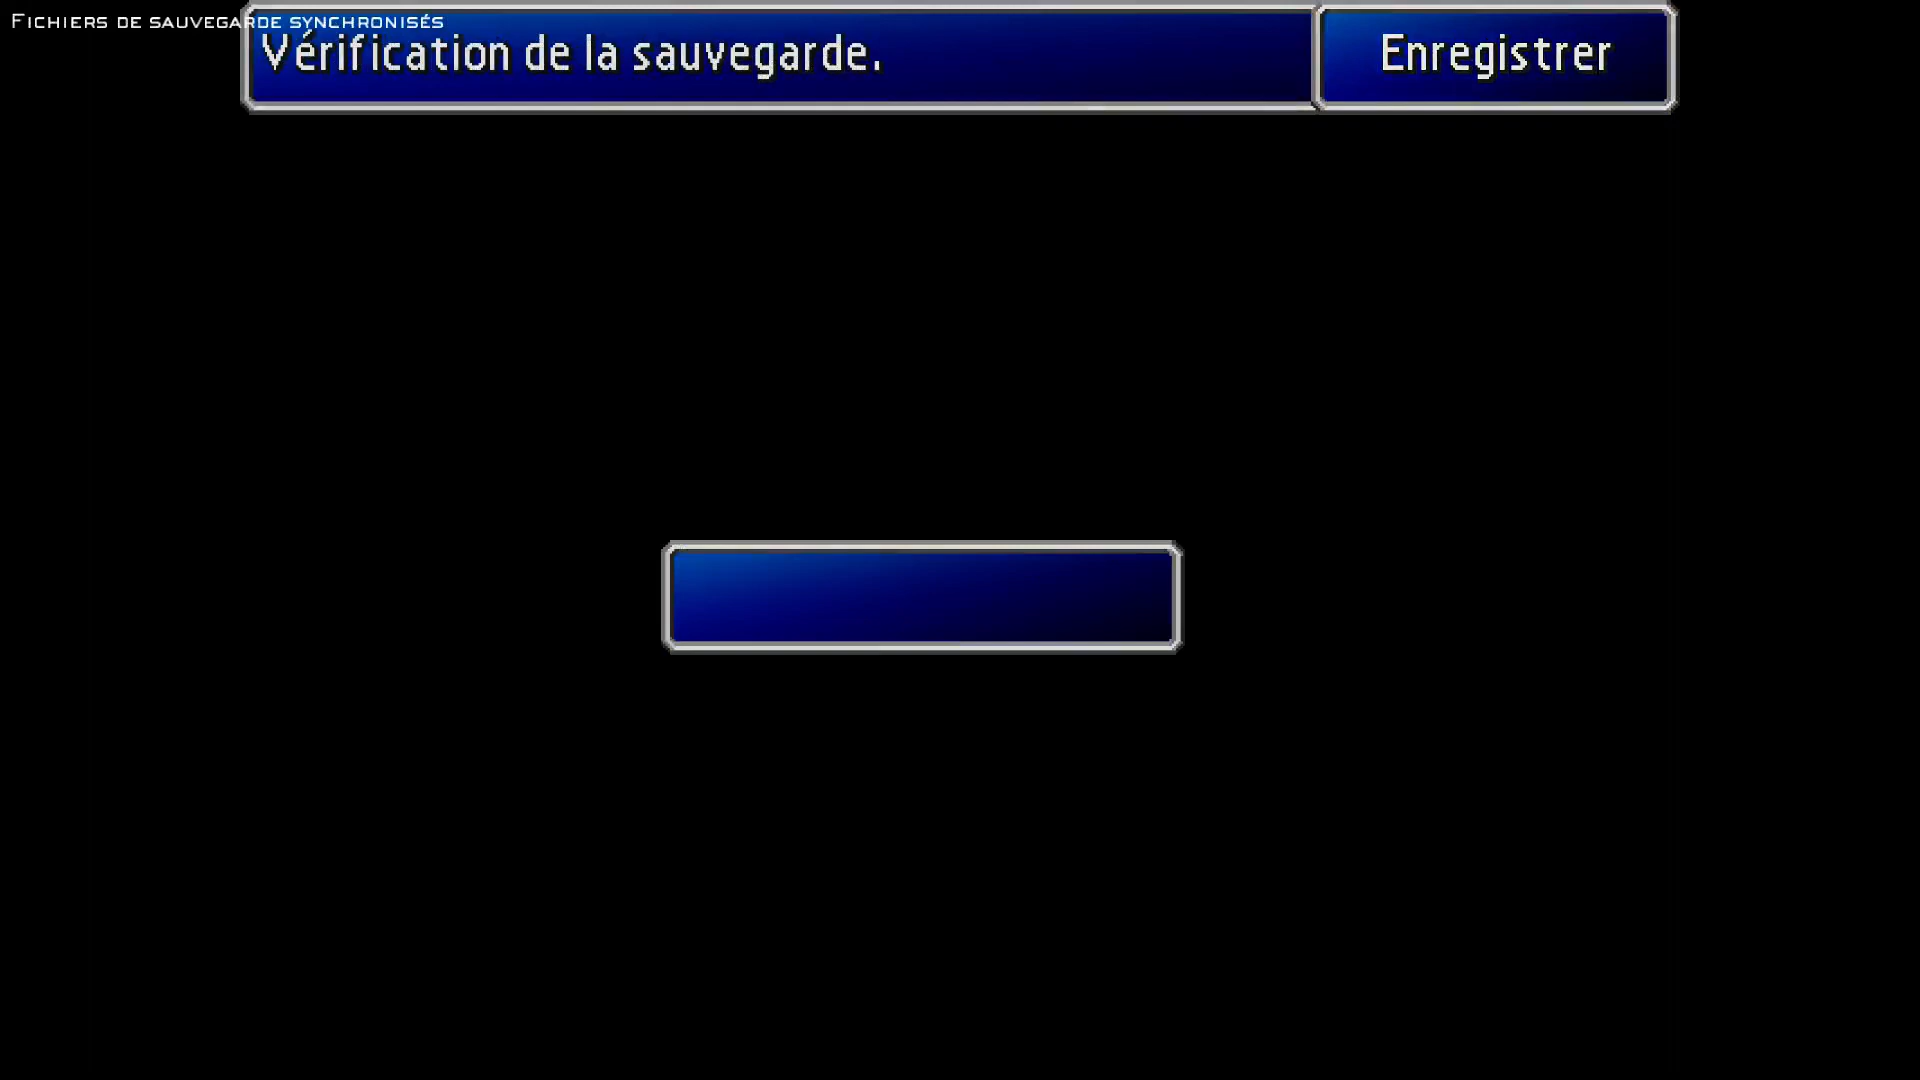 Fichiers de sauvegarde synchronisés
Vérification de la sauvegarde.
Enregistrer